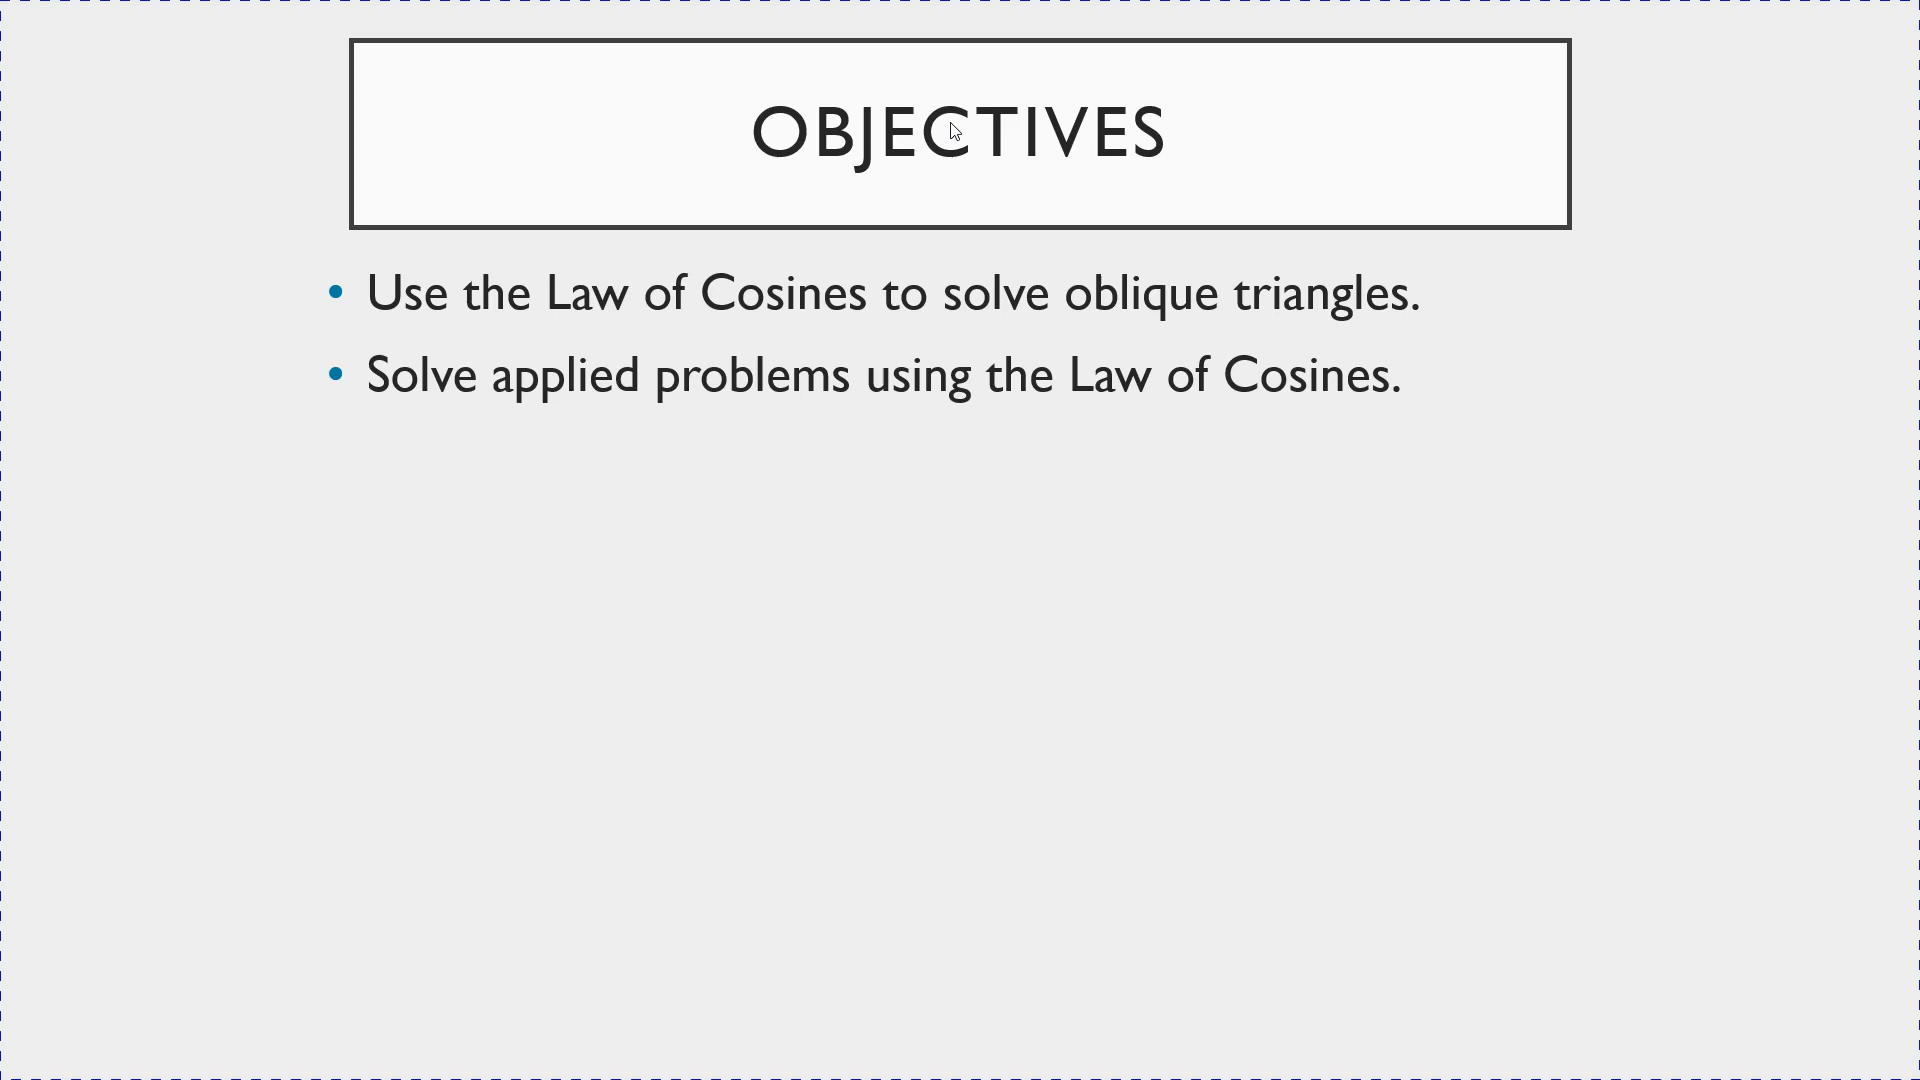 OBJECTIVES
• Use the Law of Cosines to solve oblique triangles.
• Solve applied problems using the Law of Cosines.